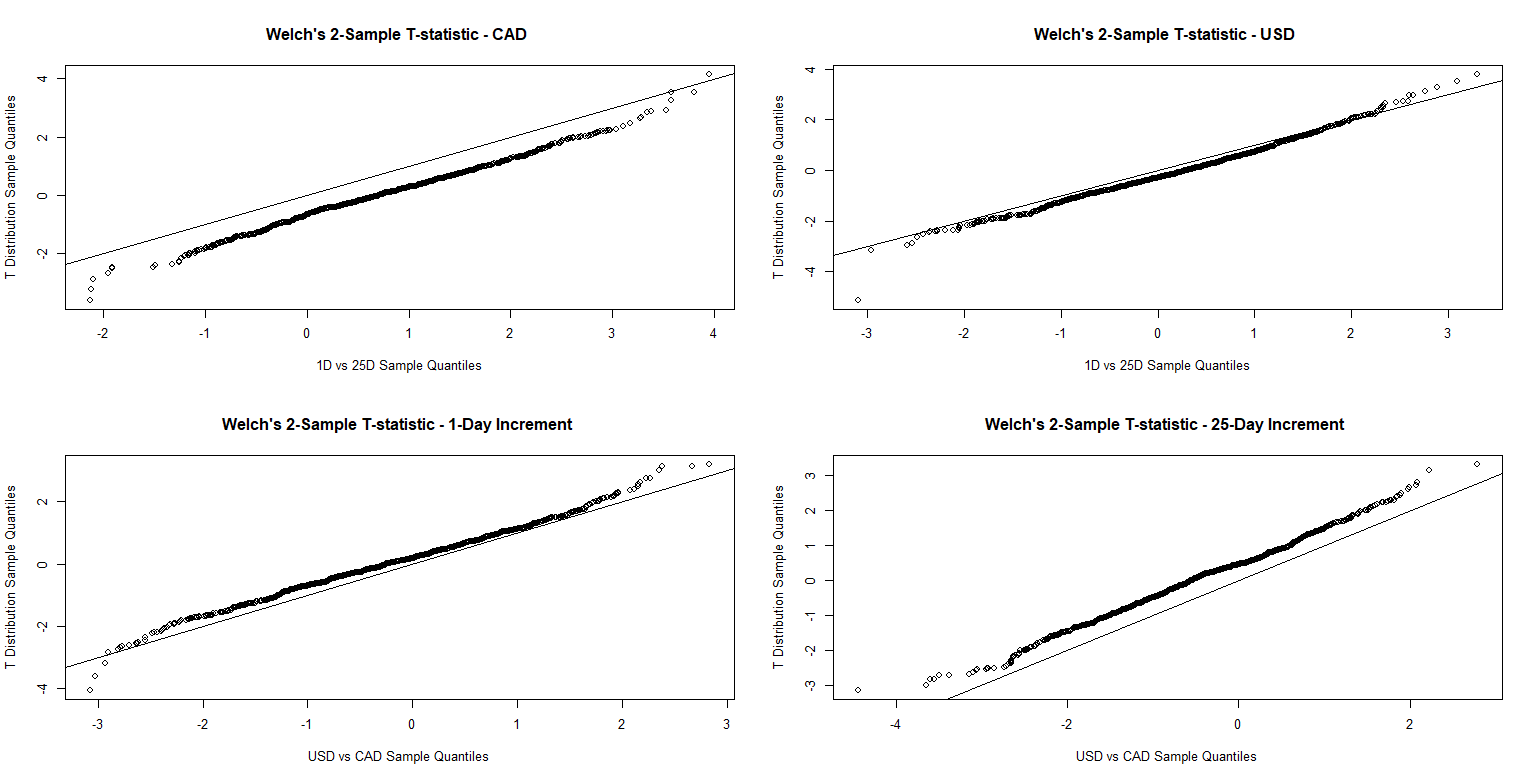 Welch's 2-Sample T-statistic - CAD
T Distribution Sample Quantiles
4
2
0
-2
-2 -1 0 1 2 3 4
1D vs 25D Sample Quantiles
Welch's 2-Sample T-statistic - USD
T Distribution Sample Quantiles
4
2
0
-2
-4
-3 -2 -1 0 1 2 3
1D vs 25D Sample Quantiles
Welch's 2-Sample T-statistic - 1-Day Increment
T Distribution Sample Quantiles
2
0
-2
-4
-3 -2 -1 0 1 2 3
USD vs CAD Sample Quantiles
Welch's 2-Sample T-statistic - 25-Day Increment
T Distribution Sample Quantiles
3
2
1
0
-1
-2
-3
-4 -2 0 2
USD vs CAD Sample Quantiles